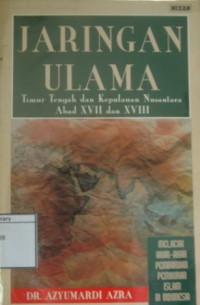 JARINGAN
ULAMA
Timur Tengah dan Kepulauan Nusantara
Abad XVII dan XVIII
MELACAK
AKAR-AKAR
PEMBARUAN
PEMIKIRAN
ISLAM
DI INDONESIA
DR. AZYUMARDI AZRA